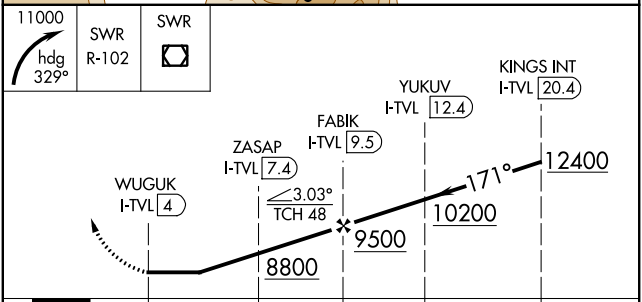 11000
hdg
329°
SWR
R-102
SWR
KINGS INT
I-TVL 20.4
YUKUV
I-TVL 12.4
FABIK
I-TVL 9.5
ZASAP
I-TVL 7.4
WUGUK
I-TVL 4
3.03°
TCH 48
171°
12400
10200
9500
8800